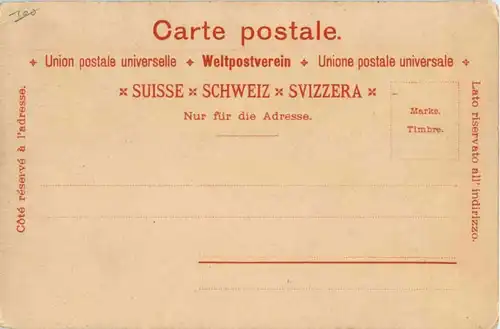 Carte postale.
Union postale universelle Weltpostverein Unione postale universale
SUISSE SCHWEIZ SVIZZERA
Nur für die Adresse.
Marke.
Timbre.
Côté réservé à l'adresse.
Lato riservato all' indirizzo.